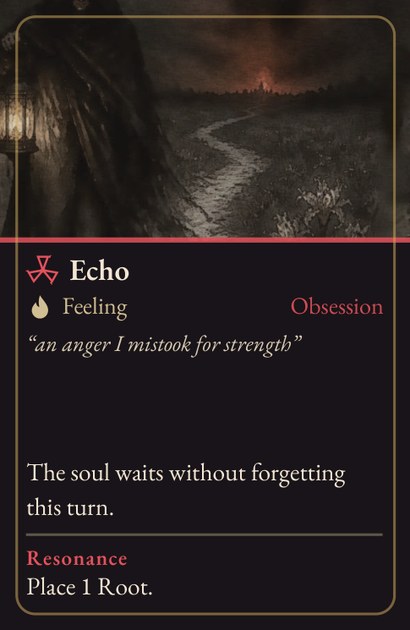 Echo
Feeling Obsession
“an anger I mistook for strength”
The soul waits without forgetting
this turn.
Resonance
Place 1 Root.